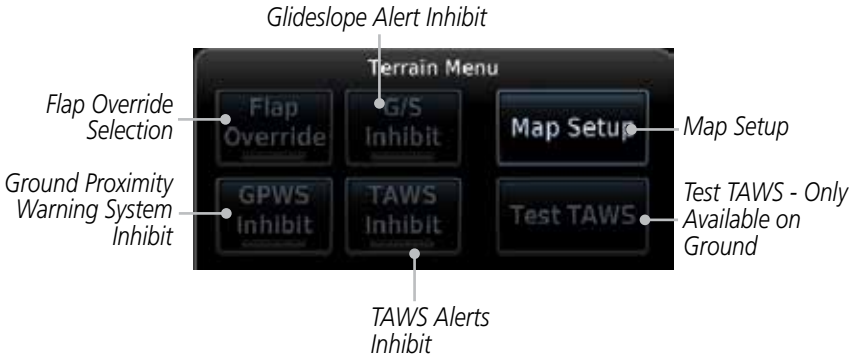 Glideslope Alert Inhibit
Terrain Menu
Flap Override
Selection
Flap
Override
G/S
Inhibit
Map Setup
Map Setup
Ground Proximity
Warning System
Inhibit
GPWS
Inhibit
TAWS
Inhibit
Test TAWS
Test TAWS - Only
Available on
Ground
TAWS Alerts
Inhibit